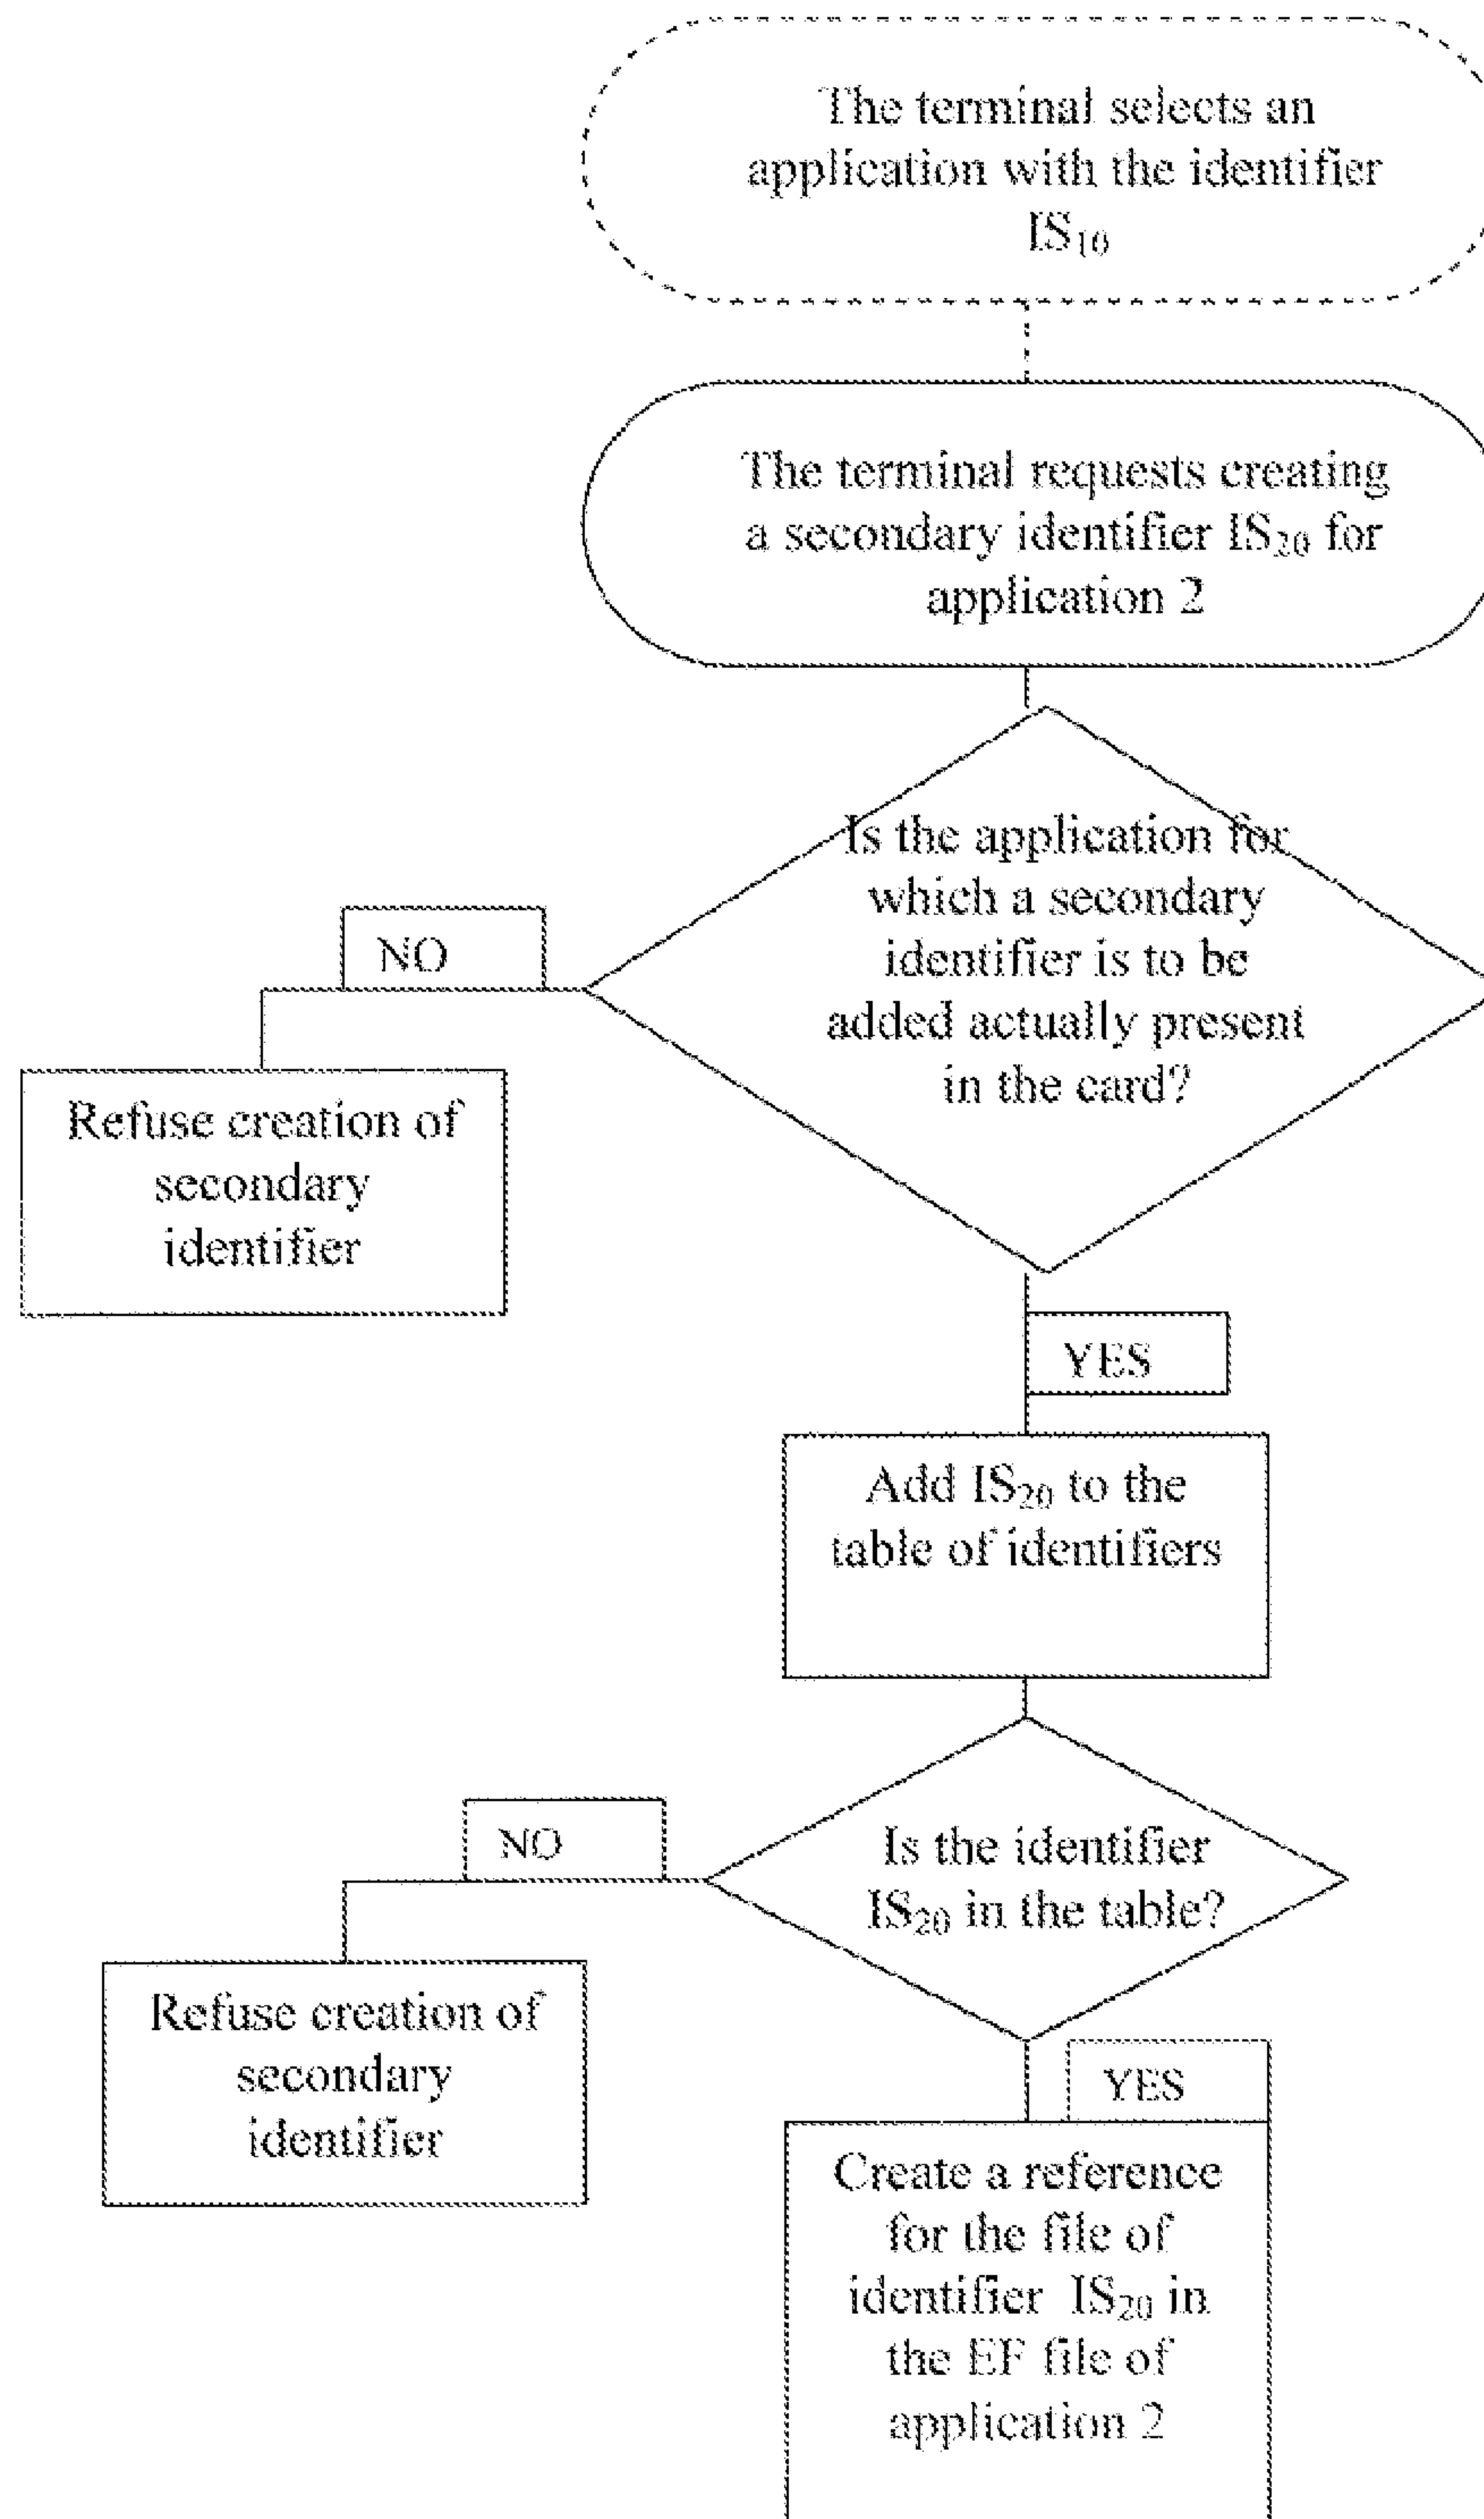 The terminal selects an
application with the identifier
IS₁₀
The terminal requests creating
a secondary identifier IS₂₀ for
application 2
Is the application for
which a secondary
identifier is to be
added actually present
in the card?
NO
Refuse creation of
secondary
identifier
YES
Add IS₂₀ to the
table of identifiers
Is the identifier
IS₂₀ in the table?
NO
Refuse creation of
secondary
identifier
YES
Create a reference
for the file of
identifier IS₂₀ in
the EF file of
application 2